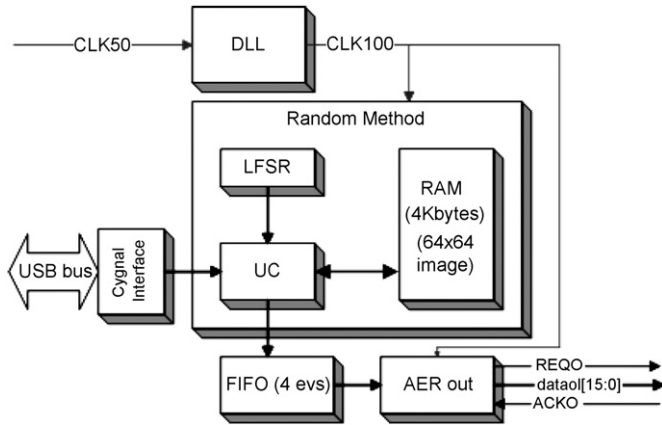 CLK50
DLL
CLK100
Random Method
LFSR
RAM
(4Kbytes)
(64x64
image)
USB bus
Cygnal
Interface
UC
FIFO (4 evs)
AER out
REQO
dataol[15:0]
ACKO